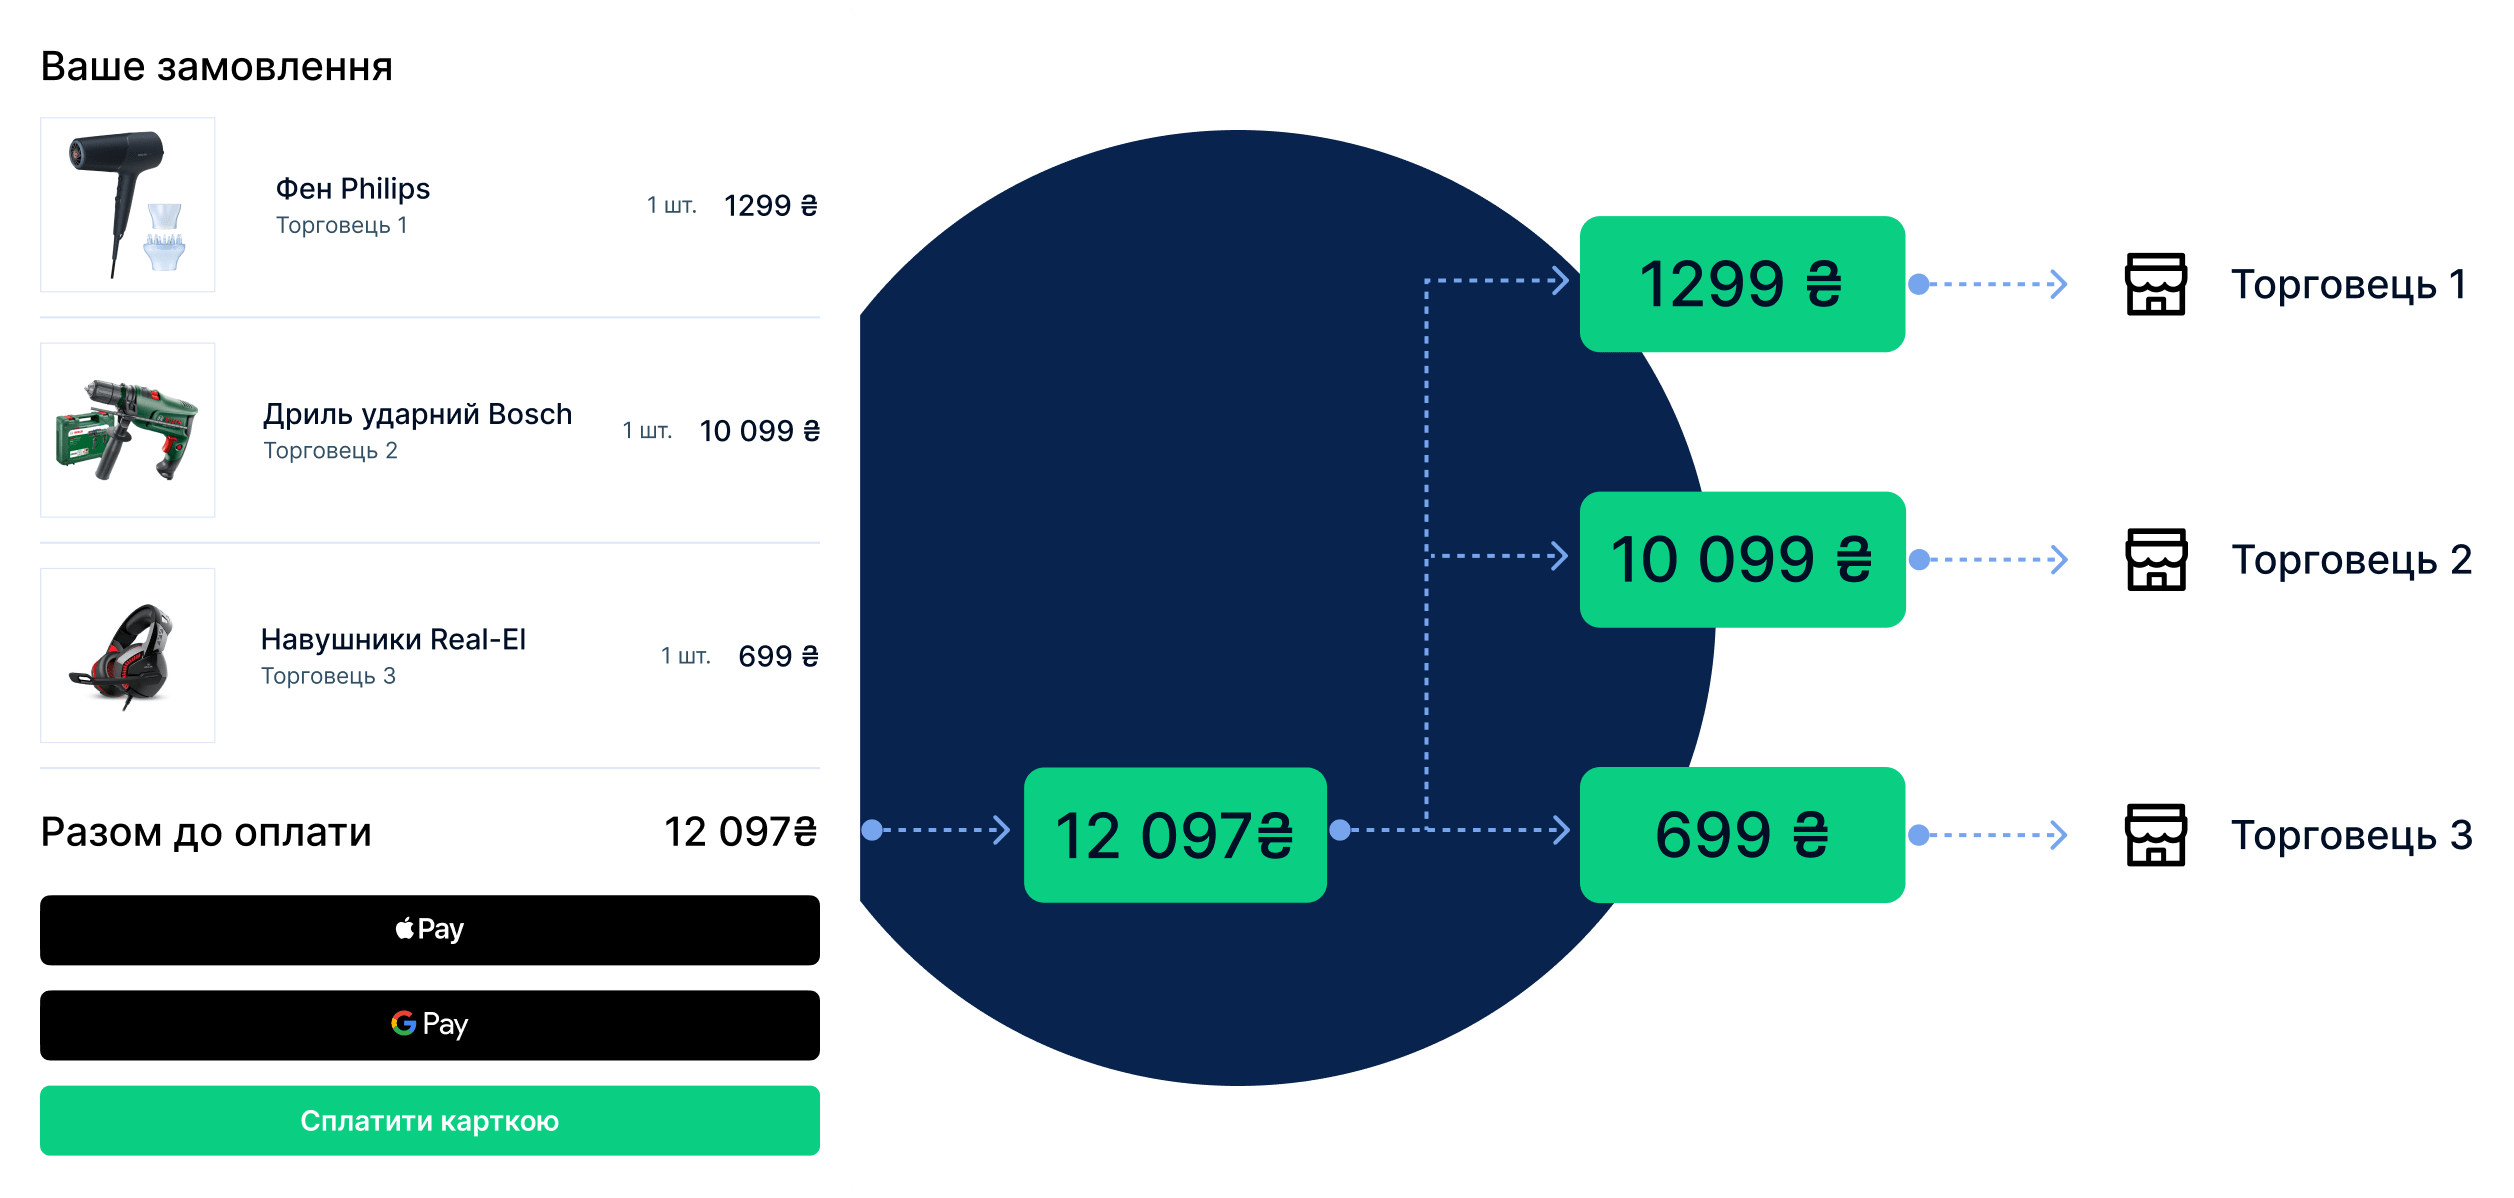 Ваше замовлення
Фен Philips
Торговець 1
1 шт.
1299 ₴
Дриль ударний Bosch
Торговець 2
1 шт.
10 099 ₴
Навушники Real-El
Торговець 3
1 шт.
699 ₴
Разом до оплати
12 097₴
Pay
G Pay
Сплатити карткою
12 097₴
1299 ₴
10 099 ₴
699 ₴
Торговець 1
Торговець 2
Торговець 3